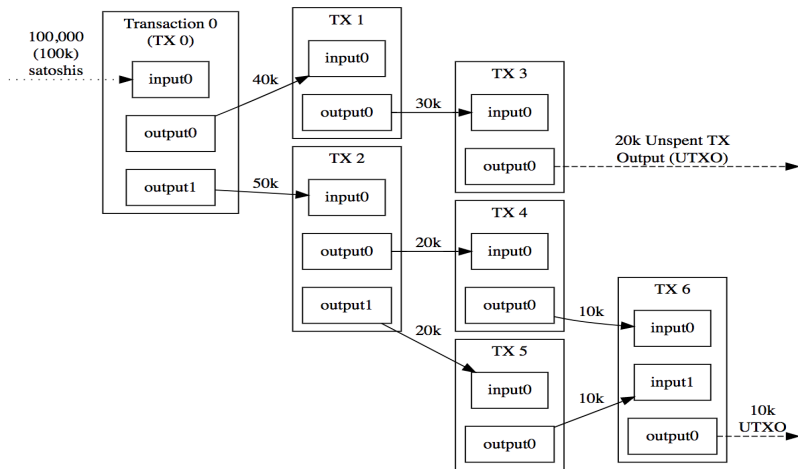 100,000
(100k)
satoshis
Transaction 0
(TX 0)
input0
output0
output1
40k
50k
TX 1
input0
output0
30k
TX 2
input0
output0
output1
20k
20k
TX 3
input0
output0
20k Unspent TX
Output (UTXO)
TX 4
input0
output0
10k
TX 5
input0
output0
10k
TX 6
input0
input1
output0
10k
UTXO